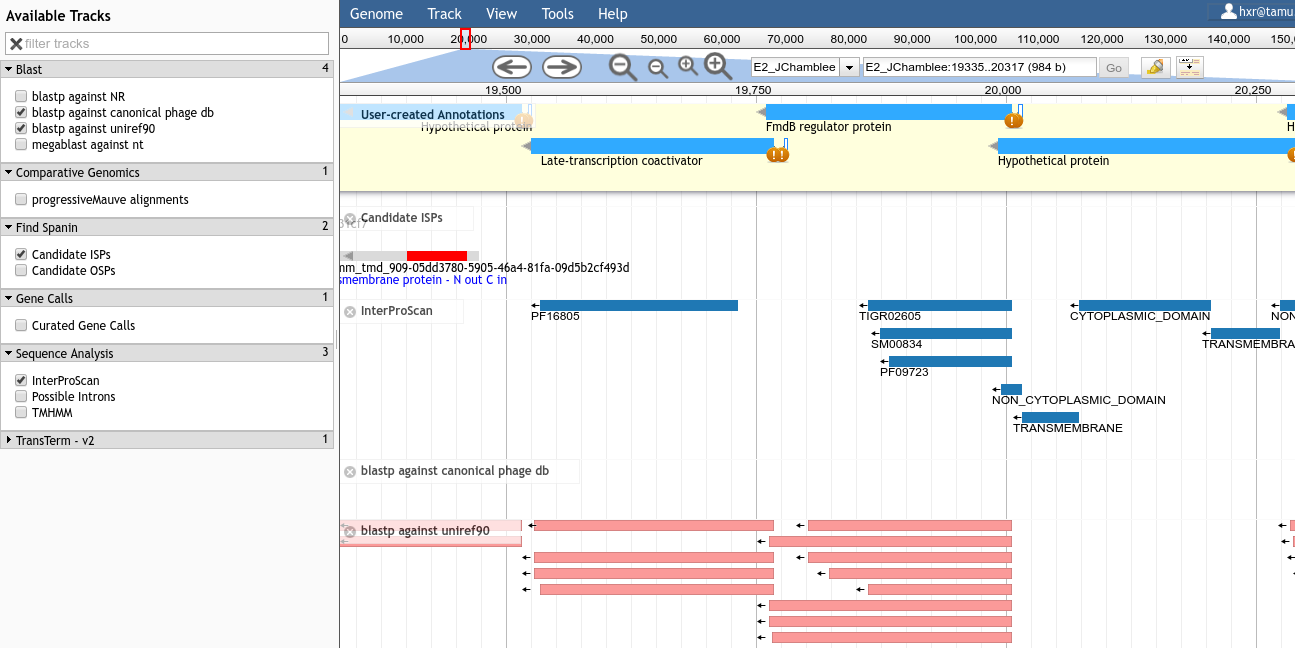 Available Tracks
filter tracks
Blast 4
blastp against NR
blastp against canonical phage db
blastp against uniref90
megablast against nt
Comparative Genomics 1
progressiveMauve alignments
Find Spanin 2
Candidate ISPs
Candidate OSPs
Gene Calls 1
Curated Gene Calls
Sequence Analysis 3
InterProScan
Possible Introns
TMHMM
TransTerm - v2 1
Genome Track View Tools Help hxr@tamu
0 10,000 20,000 30,000 40,000 50,000 60,000 70,000 80,000 90,000 100,000 110,000 120,000 130,000 140,000 150,
E2_JChamblee E2_JChamblee:19335..20317 (984 b) Go
19,500 19,750 20,000 20,250
User-created Annotations
Hypothetical protein FmdB regulator protein H
Late-transcription coactivator Hypothetical protein
Candidate ISPs
mm_tmd_909-05dd3780-5905-46a4-81fa-09d5b2cf493d
smembrane protein - N out C in
InterProScan
PF16805 TIGR02605 CYTOPLASMIC_DOMAIN NON
SM00834 TRANSMEMBRA
PF09723
NON_CYTOPLASMIC_DOMAIN
TRANSMEMBRANE
blastp against canonical phage db
blastp against uniref90